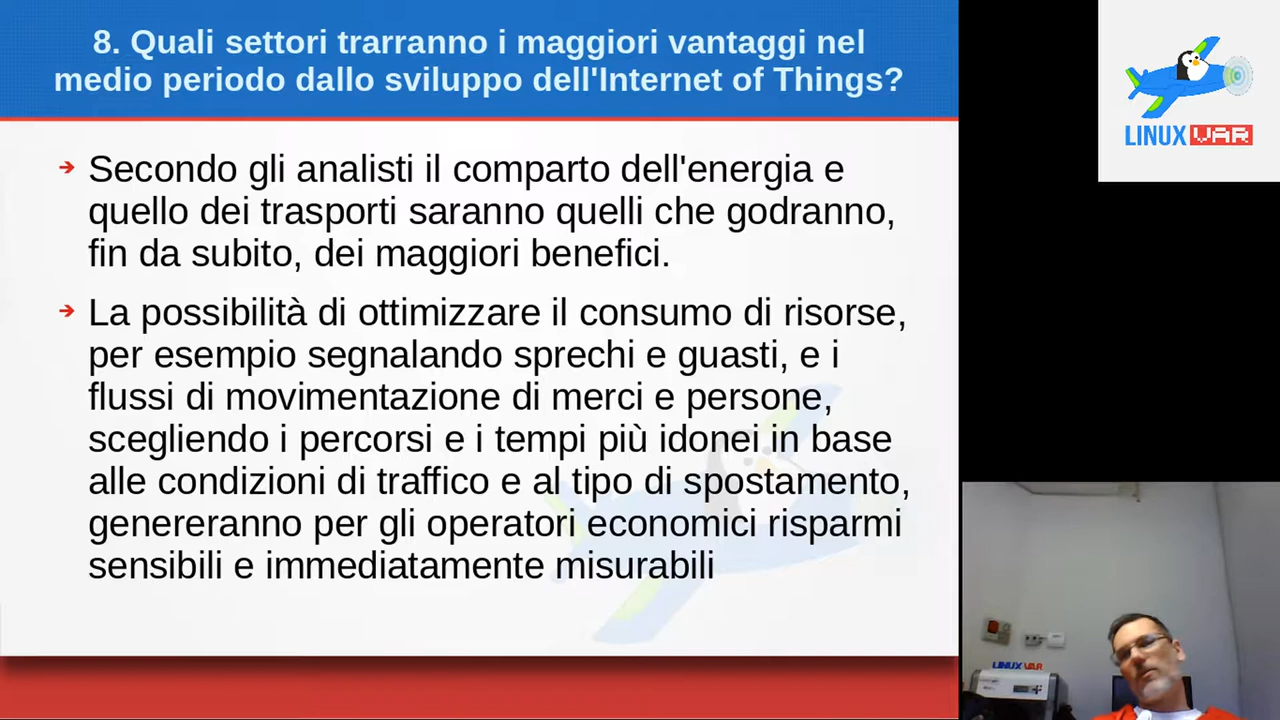 8. Quali settori trarranno i maggiori vantaggi nel
medio periodo dallo sviluppo dell'Internet of Things?
Secondo gli analisti il comparto dell'energia e
quello dei trasporti saranno quelli che godranno,
fin da subito, dei maggiori benefici.
La possibilità di ottimizzare il consumo di risorse,
per esempio segnalando sprechi e guasti, e i
flussi di movimentazione di merci e persone,
scegliendo i percorsi e i tempi più idonei in base
alle condizioni di traffico e al tipo di spostamento,
genereranno per gli operatori economici risparmi
sensibili e immediatamente misurabili
LINUX VAR
LINUX VAR